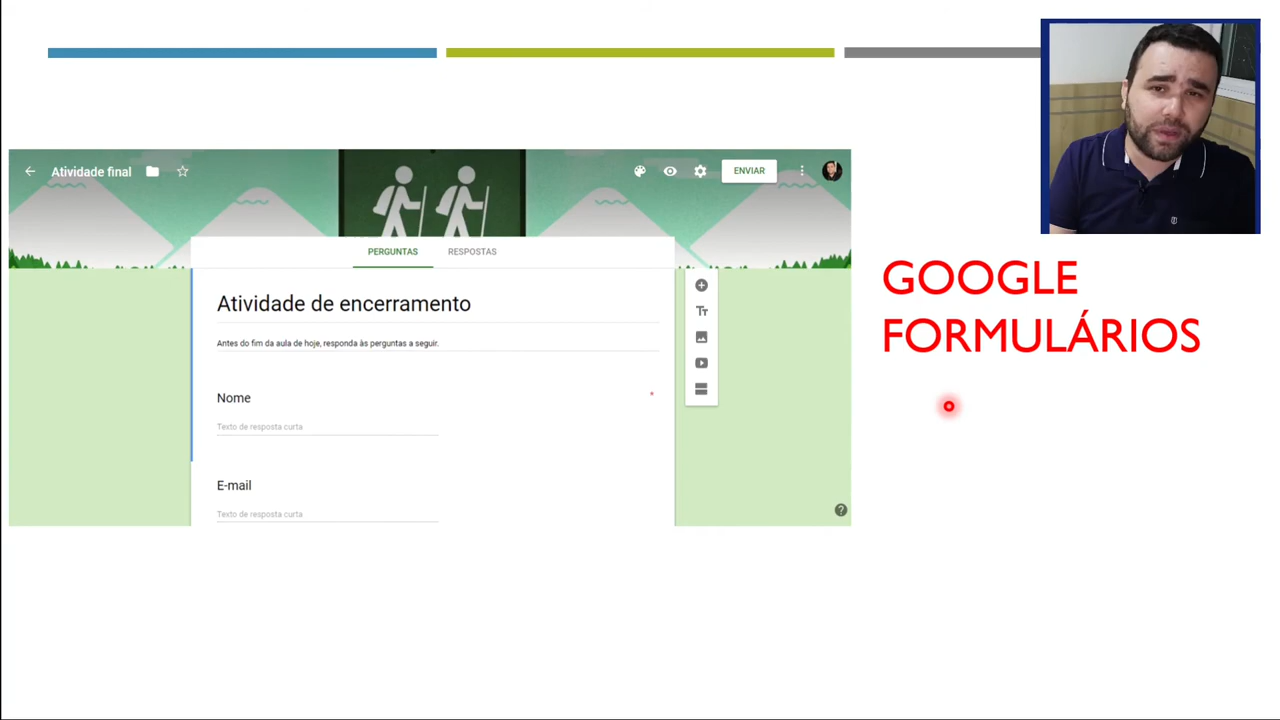 Atividade final
ENVIAR
PERGUNTAS
RESPOSTAS
Atividade de encerramento
Antes do fim da aula de hoje, responda às perguntas a seguir.
Nome
*
Texto de resposta curta
E-mail
Texto de resposta curta
Tт
?
GOOGLE
FORMULÁRIOS